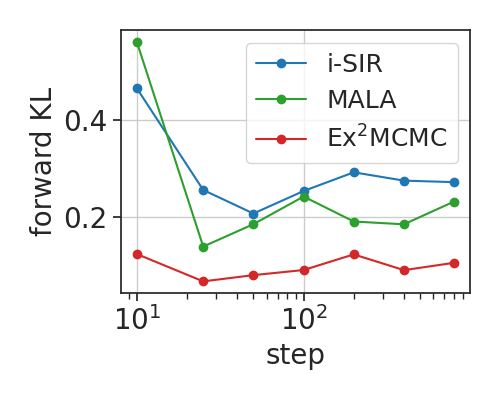 i-SIR
MALA
Ex²MCMC
forward KL
0.4
0.2
10¹
10²
step